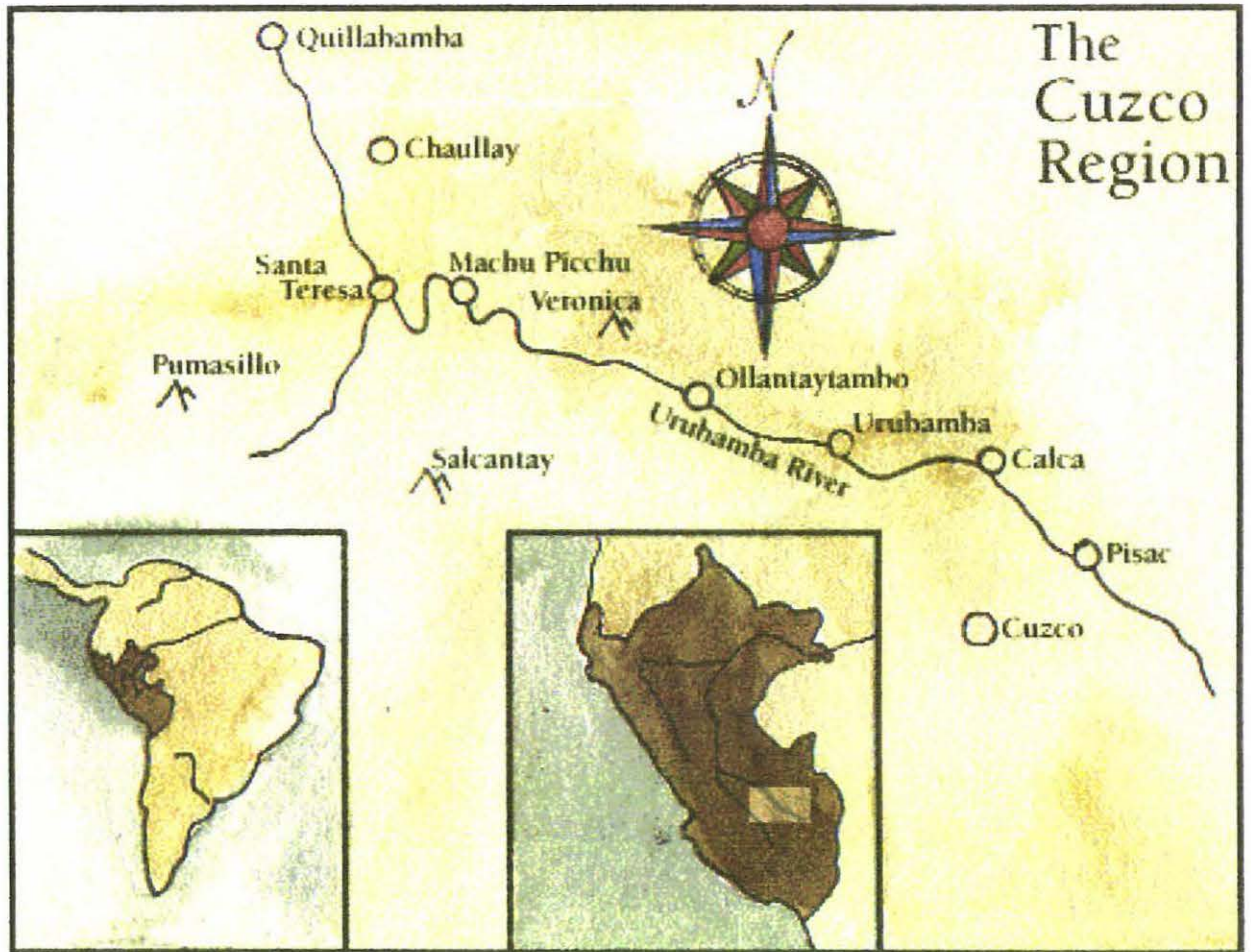 The
Cuzco
Region
N
Quillabamba
Chaullay
Santa
Teresa
Machu Picchu
Veronica
Pumasillo
Ollantaytambo
Urubamba
Urubamba River
Calca
Salcantay
Pisac
Cuzco